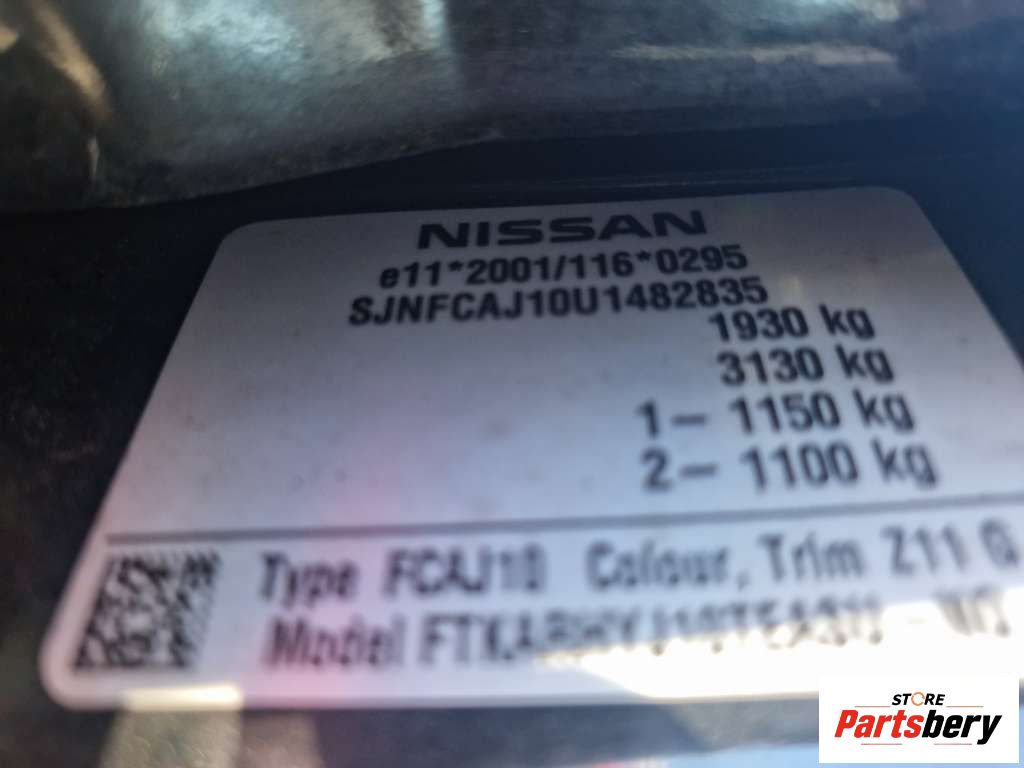 NISSAN
e11*2001/116*0295
SJNFCAJ10U1482835
1930 kg
3130 kg
1- 1150 kg
2- 1100 kg
Type FCAJ10 Colour, Trim Z11 G
Model
STORE
Partsbery